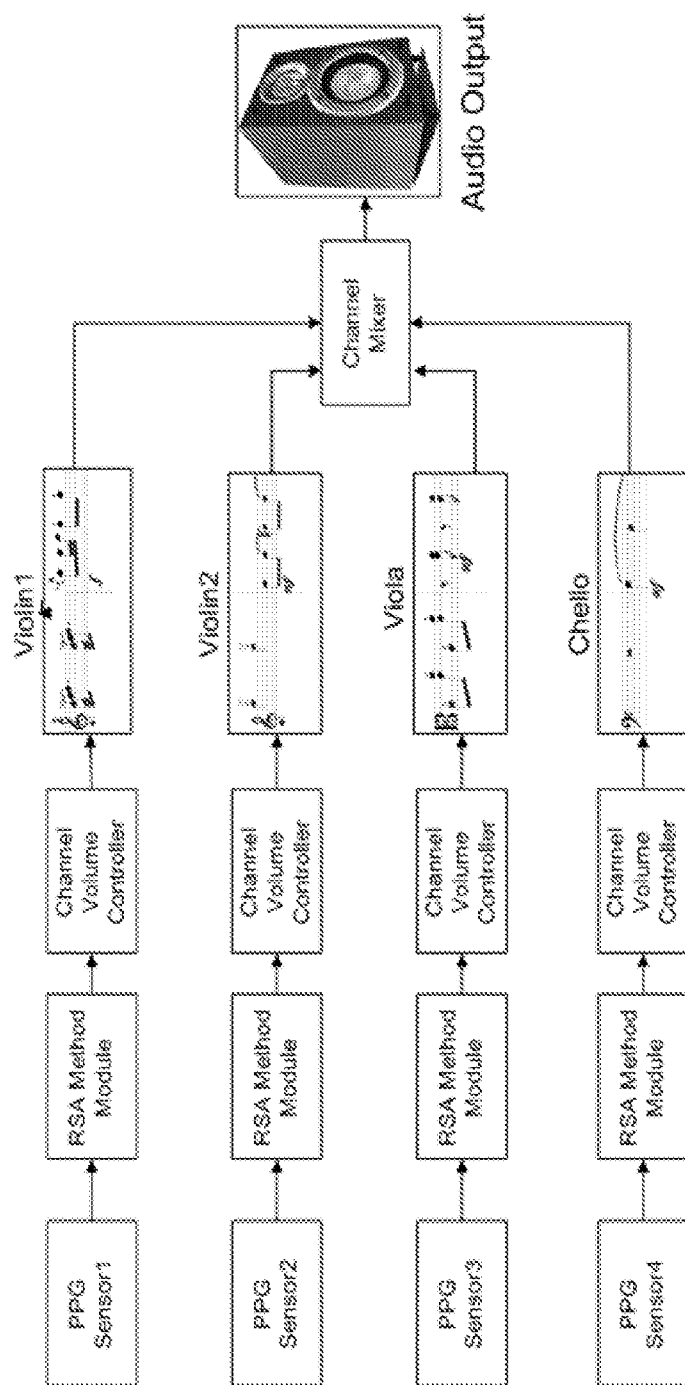 PPG
Sensor1
RSA Method
Module
Channel
Volume
Controller
Violin1
PPG
Sensor2
RSA Method
Module
Channel
Volume
Controller
Violin2
PPG
Sensor3
RSA Method
Module
Channel
Volume
Controller
Viola
PPG
Sensor4
RSA Method
Module
Channel
Volume
Controller
Chello
Channel
Mixer
Audio Output